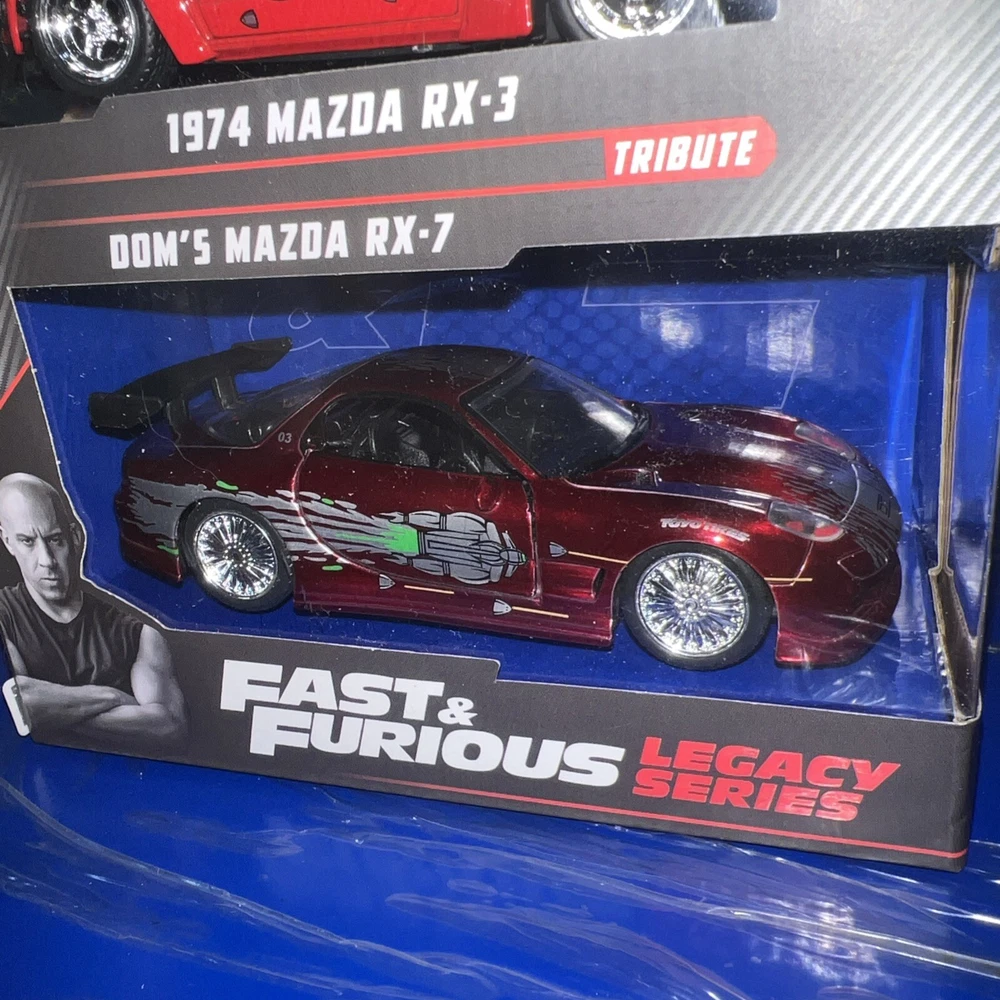 1974 MAZDA RX-3
TRIBUTE
DOM'S MAZDA RX-7
03
TOYO TIRES
FAST &
FURIOUS
LEGACY
SERIES